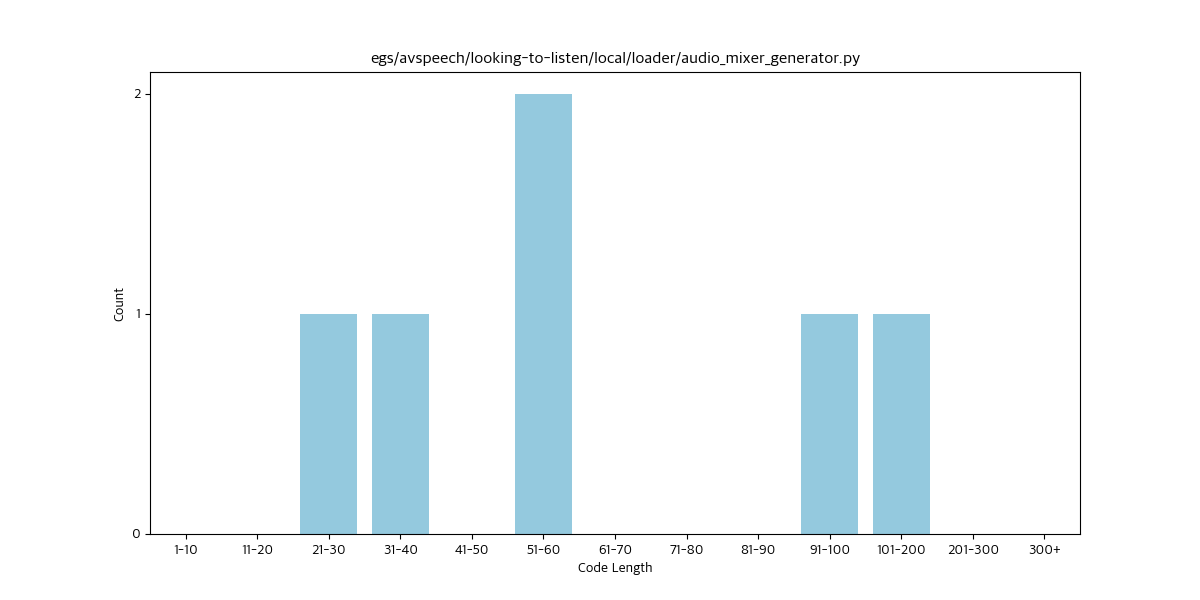 egs/avspeech/looking-to-listen/local/loader/audio_mixer_generator.py
2
1
0
Count
1-10 11-20 21-30 31-40 41-50 51-60 61-70 71-80 81-90 91-100 101-200 201-300 300+
Code Length